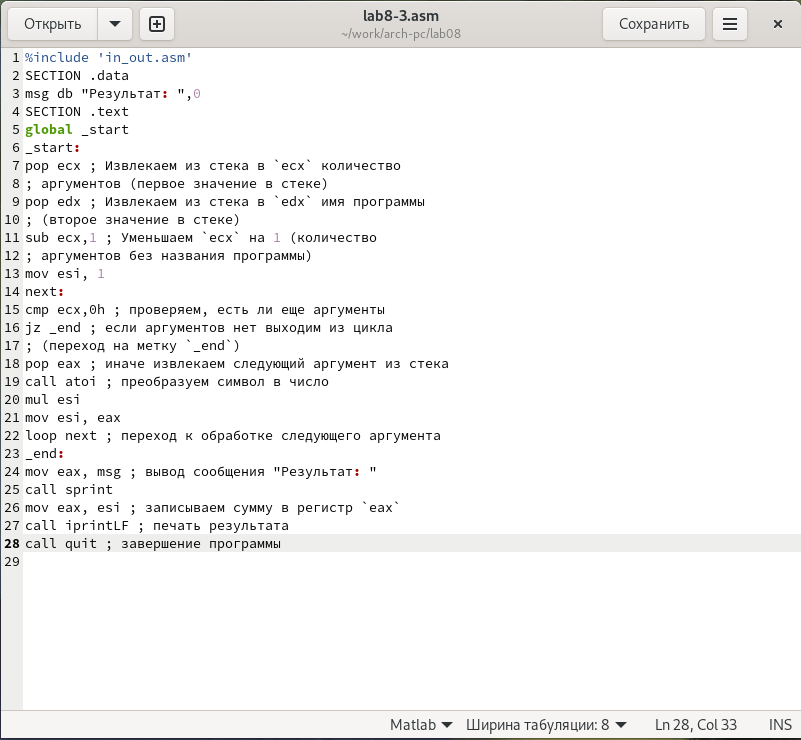 Открыть
lab8-3.asm
~/work/arch-pc/lab08
Сохранить
1 %include 'in_out.asm'
2 SECTION .data
3 msg db "Результат: ",0
4 SECTION .text
5 global _start
6 _start:
7 pop ecx ; Извлекаем из стека в `ecx` количество
8 ; аргументов (первое значение в стеке)
9 pop edx ; Извлекаем из стека в `edx` имя программы
10 ; (второе значение в стеке)
11 sub ecx,1 ; Уменьшаем `ecx` на 1 (количество
12 ; аргументов без названия программы)
13 mov esi, 1
14 next:
15 cmp ecx,0h ; проверяем, есть ли еще аргументы
16 jz _end ; если аргументов нет выходим из цикла
17 ; (переход на метку `_end`)
18 pop eax ; иначе извлекаем следующий аргумент из стека
19 call atoi ; преобразуем символ в число
20 mul esi
21 mov esi, eax
22 loop next ; переход к обработке следующего аргумента
23 _end:
24 mov eax, msg ; вывод сообщения "Результат: "
25 call sprint
26 mov eax, esi ; записываем сумму в регистр `eax`
27 call iprintLF ; печать результата
28 call quit ; завершение программы
29
Matlab Ширина табуляции: 8 Ln 28, Col 33 INS